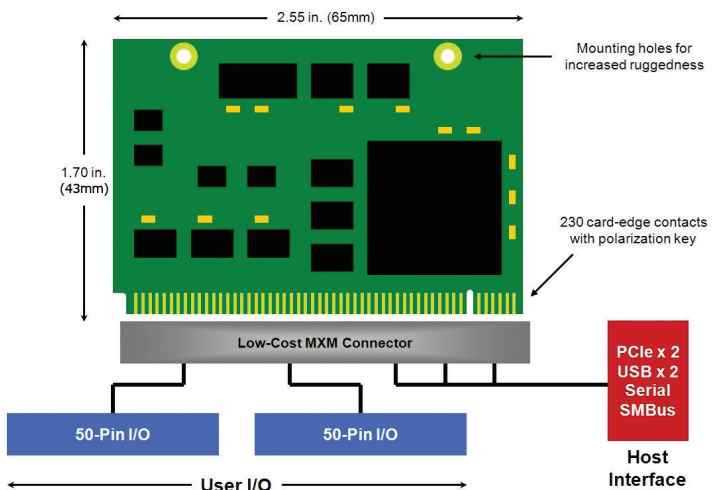 2.55 in. (65mm)
Mounting holes for
increased ruggedness
1.70 in.
(43mm)
230 card-edge contacts
with polarization key
Low-Cost MXM Connector
PCIe x 2
USB x 2
Serial
SMBus
50-Pin I/O
50-Pin I/O
Host
Interface
User I/O